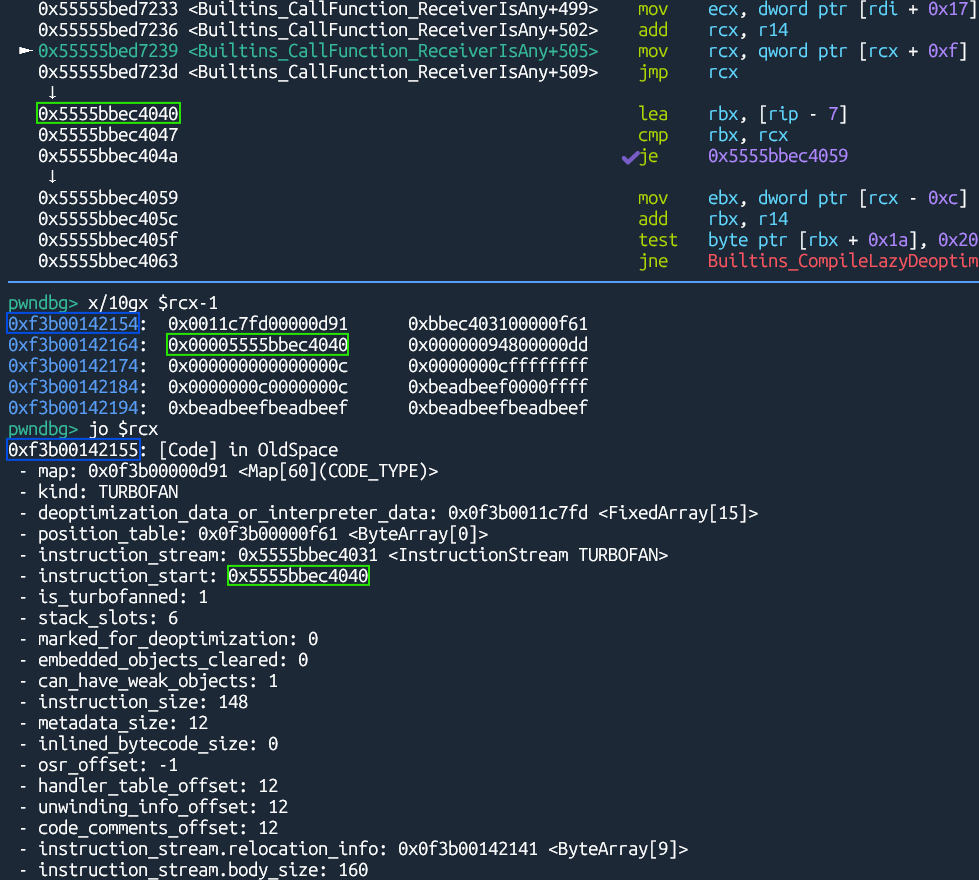 0x55555bed7233 <Builtins_CallFunction_ReceiverIsAny+499> mov ecx, dword ptr [rdi + 0x17]
0x55555bed7236 <Builtins_CallFunction_ReceiverIsAny+502> add rcx, r14
► 0x55555bed7239 <Builtins_CallFunction_ReceiverIsAny+505> mov rcx, qword ptr [rcx + 0xf]
0x55555bed723d <Builtins_CallFunction_ReceiverIsAny+509> jmp rcx
↓
0x5555bbec4040 lea rbx, [rip - 7]
0x5555bbec4047 cmp rbx, rcx
0x5555bbec404a ✔je 0x5555bbec4059
↓
0x5555bbec4059 mov ebx, dword ptr [rcx - 0xc]
0x5555bbec405c add rbx, r14
0x5555bbec405f test byte ptr [rbx + 0x1a], 0x20
0x5555bbec4063 jne Builtins_CompileLazyDeoptim
pwndbg> x/10gx $rcx-1
0xf3b00142154: 0x0011c7fd00000d91 0xbbec403100000f61
0xf3b00142164: 0x00005555bbec4040 0x00000094800000dd
0xf3b00142174: 0x000000000000000c 0x0000000cffffffff
0xf3b00142184: 0x0000000c0000000c 0xbeadbeef0000ffff
0xf3b00142194: 0xbeadbeefbeadbeef 0xbeadbeefbeadbeef
pwndbg> jo $rcx
0xf3b00142155: [Code] in OldSpace
- map: 0x0f3b00000d91 <Map[60](CODE_TYPE)>
- kind: TURBOFAN
- deoptimization_data_or_interpreter_data: 0x0f3b0011c7fd <FixedArray[15]>
- position_table: 0x0f3b00000f61 <ByteArray[0]>
- instruction_stream: 0x5555bbec4031 <InstructionStream TURBOFAN>
- instruction_start: 0x5555bbec4040
- is_turbofanned: 1
- stack_slots: 6
- marked_for_deoptimization: 0
- embedded_objects_cleared: 0
- can_have_weak_objects: 1
- instruction_size: 148
- metadata_size: 12
- inlined_bytecode_size: 0
- osr_offset: -1
- handler_table_offset: 12
- unwinding_info_offset: 12
- code_comments_offset: 12
- instruction_stream.relocation_info: 0x0f3b00142141 <ByteArray[9]>
- instruction_stream.body_size: 160